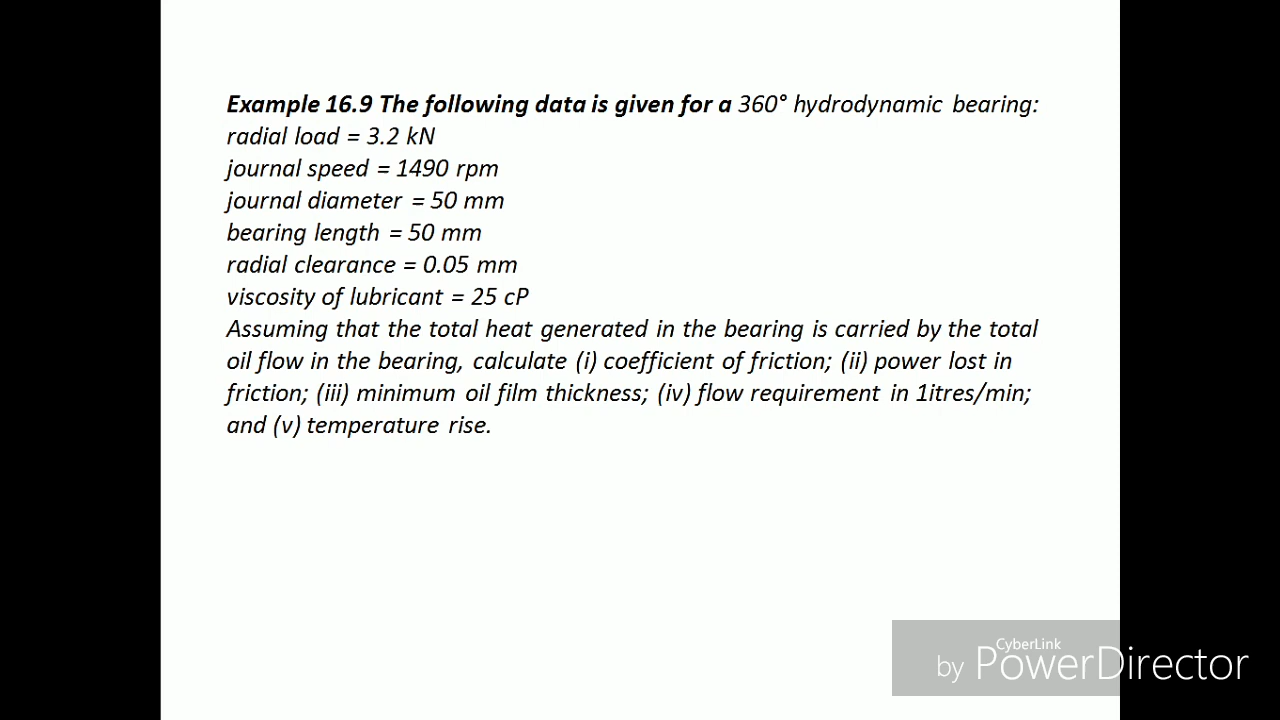 Example 16.9 The following data is given for a 360° hydrodynamic bearing:
radial load = 3.2 kN
journal speed = 1490 rpm
journal diameter = 50 mm
bearing length = 50 mm
radial clearance = 0.05 mm
viscosity of lubricant = 25 cP
Assuming that the total heat generated in the bearing is carried by the total
oil flow in the bearing, calculate (i) coefficient of friction; (ii) power lost in
friction; (iii) minimum oil film thickness; (iv) flow requirement in 1itres/min;
and (v) temperature rise.
CyberLink
by PowerDirector